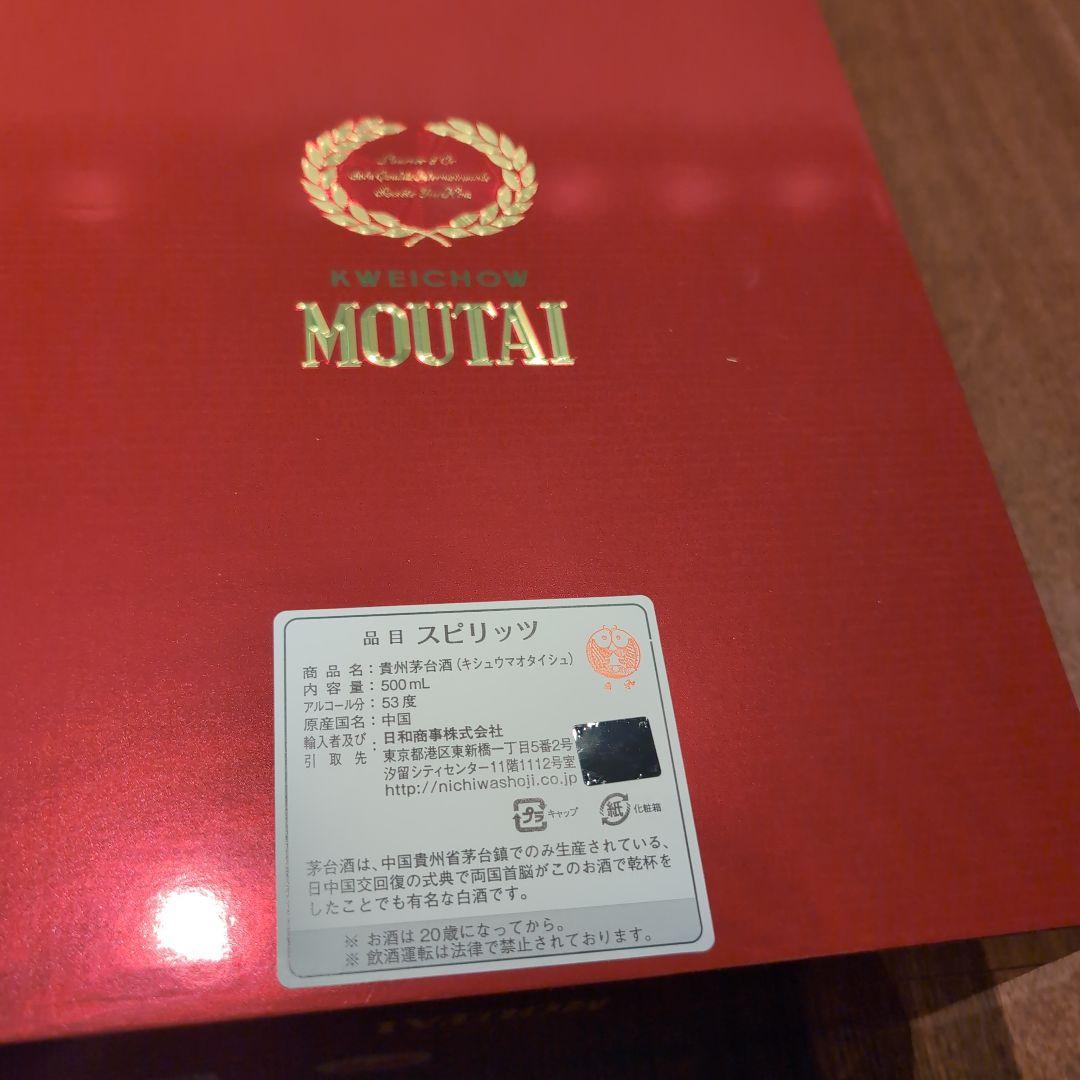 KWEICHOW
MOUTAI
品目 スピリッツ
商品名：貴州茅台酒（キシュウマオタイシュ）
内容量：500mL
アルコール分：53度
原産国名：中国
輸入者及び引取先：日和商事株式会社
東京都港区東新橋一丁目5番2号
汐留シティセンター11階1112号室
http://nichiwashoji.co.jp
プラ キャップ
紙 化粧箱
茅台酒は、中国貴州省茅台鎮でのみ生産されている、
日中国交回復の式典で両国首脳がこのお酒で乾杯を
したことでも有名な白酒です。
※ お酒は20歳になってから。
※ 飲酒運転は法律で禁止されております。